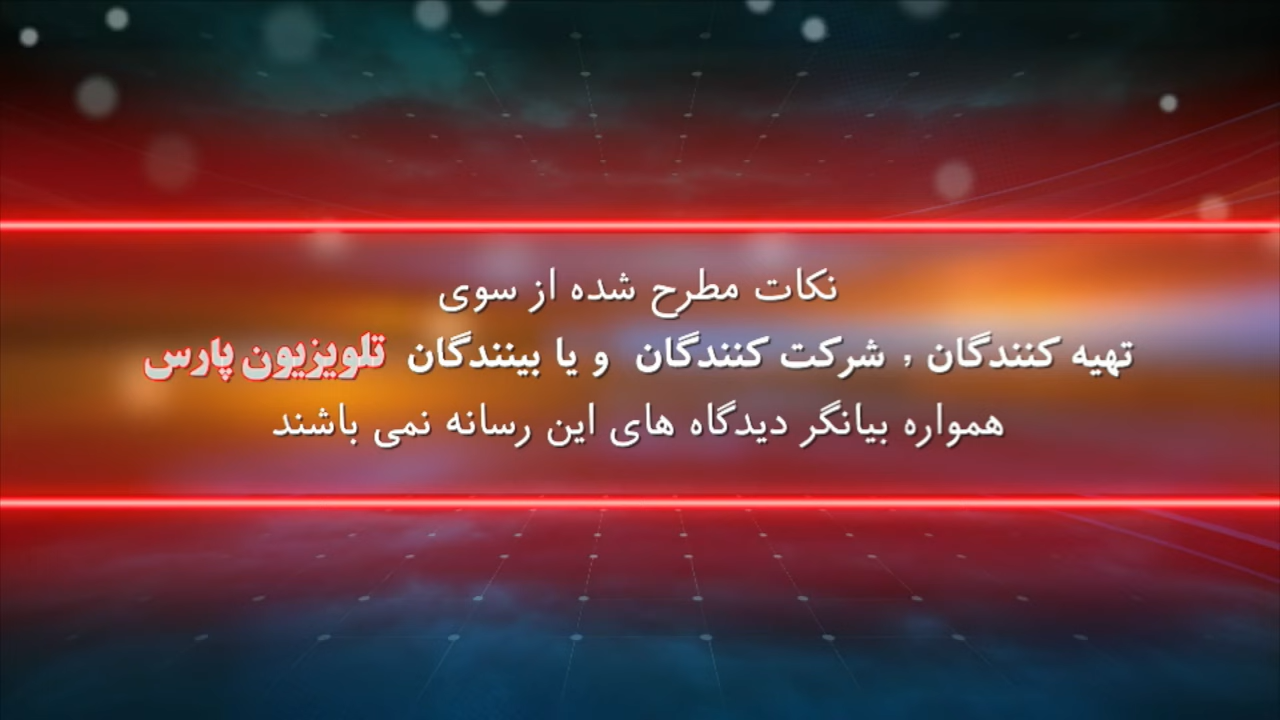 نکات مطرح شده از سوی
تهیه کنندگان , شرکت کنندگان و یا بینندگان تلویزیون پارس
همواره بیانگر دیدگاه های این رسانه نمی باشند